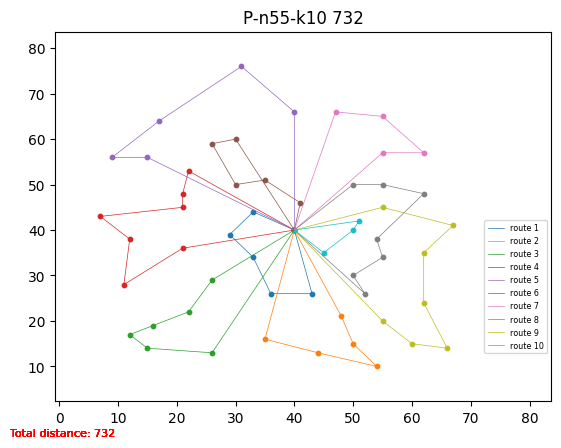 P-n55-k10 732
80
70
60
50
40
30
20
10
0 10 20 30 40 50 60 70 80
route 1
route 2
route 3
route 4
route 5
route 6
route 7
route 8
route 9
route 10
Total distance: 732